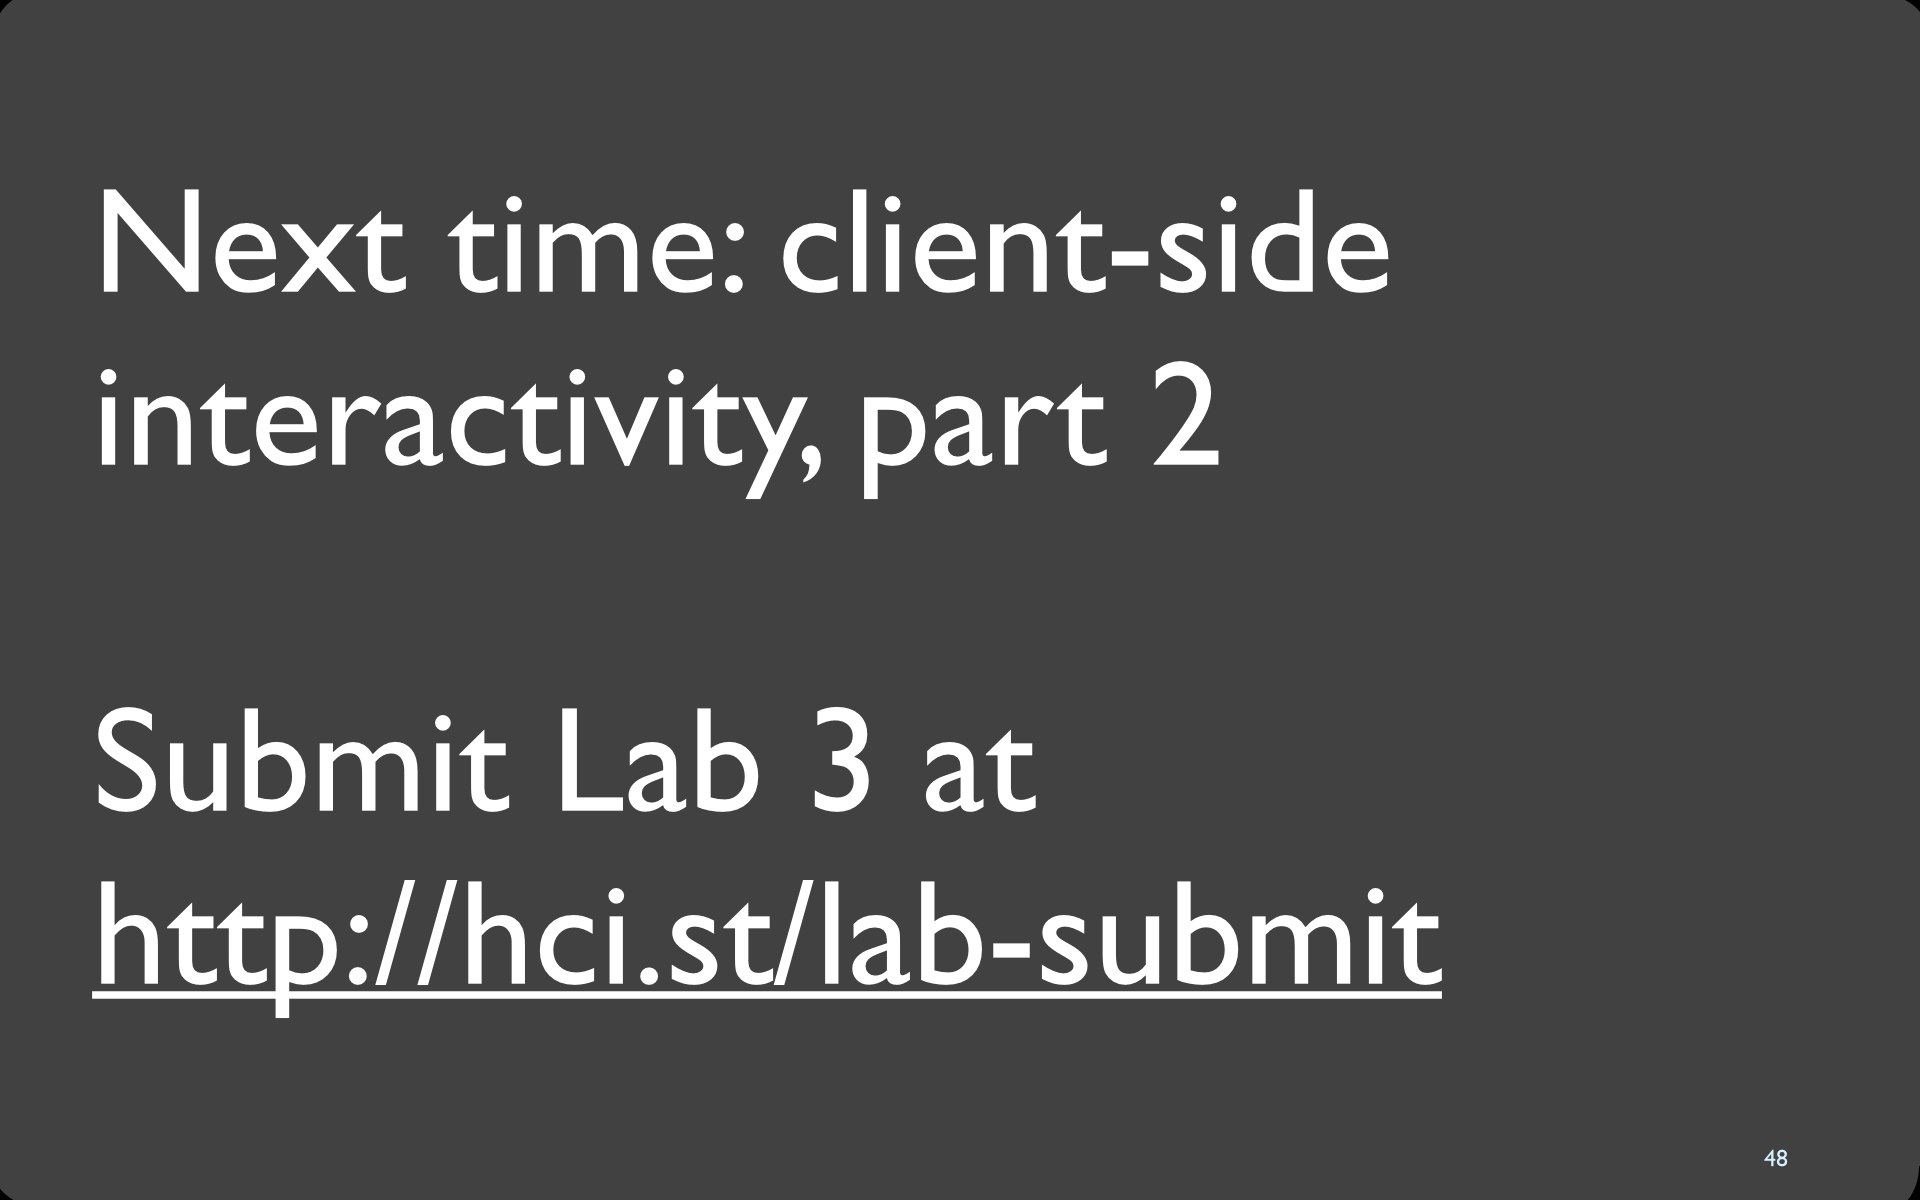 Next time: client-side
interactivity, part 2
Submit Lab 3 at
http://hci.st/lab-submit
48